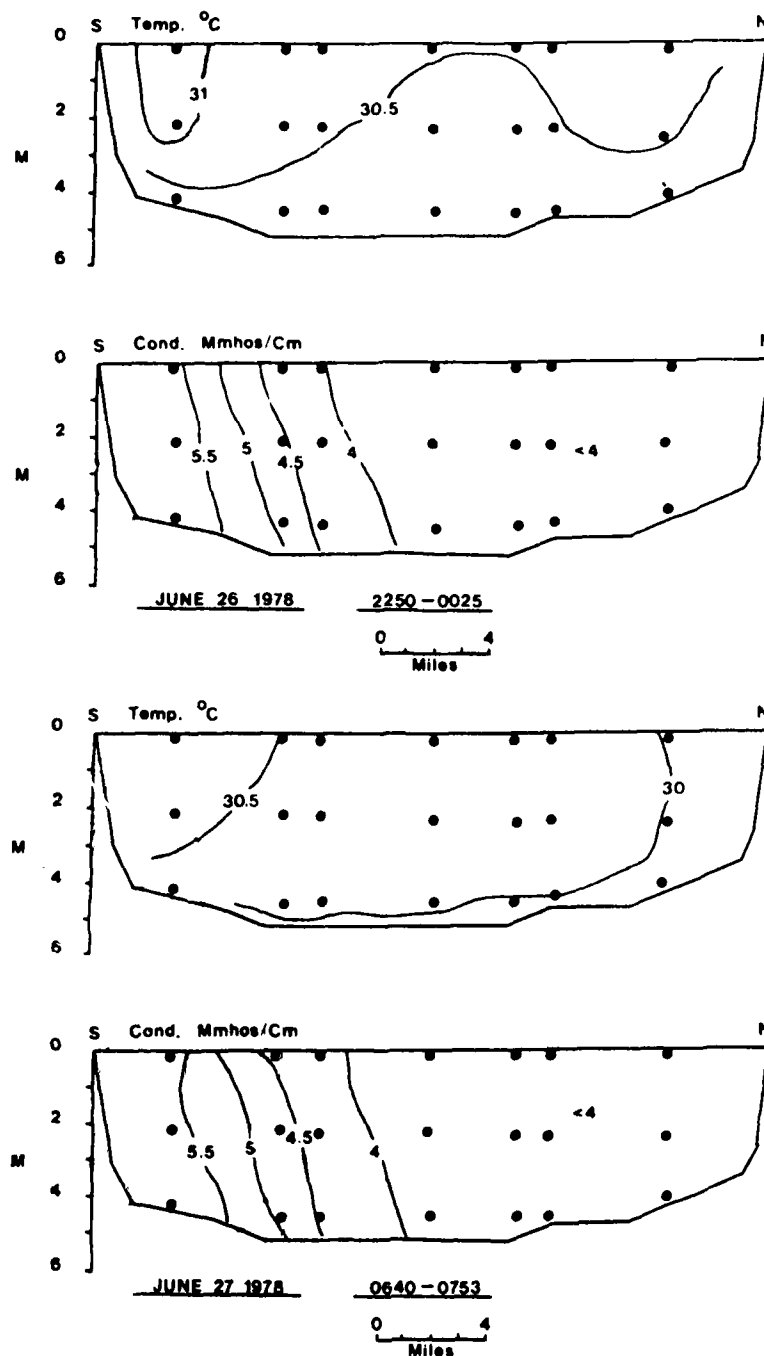 S Temp. °C N
0
31
30.5
2
M
4
6
S Cond. Mmhos/Cm N
0
2
5.5 5 4.5 4 <4
M
4
6
JUNE 26 1978 2250-0025
0 4
Miles
S Temp. °C N
0
30.5 30
2
M
4
6
S Cond. Mmhos/Cm N
0
<4
2
5.5 5 4.5 4
M
4
6
JUNE 27 1978 0640-0753
0 4
Miles